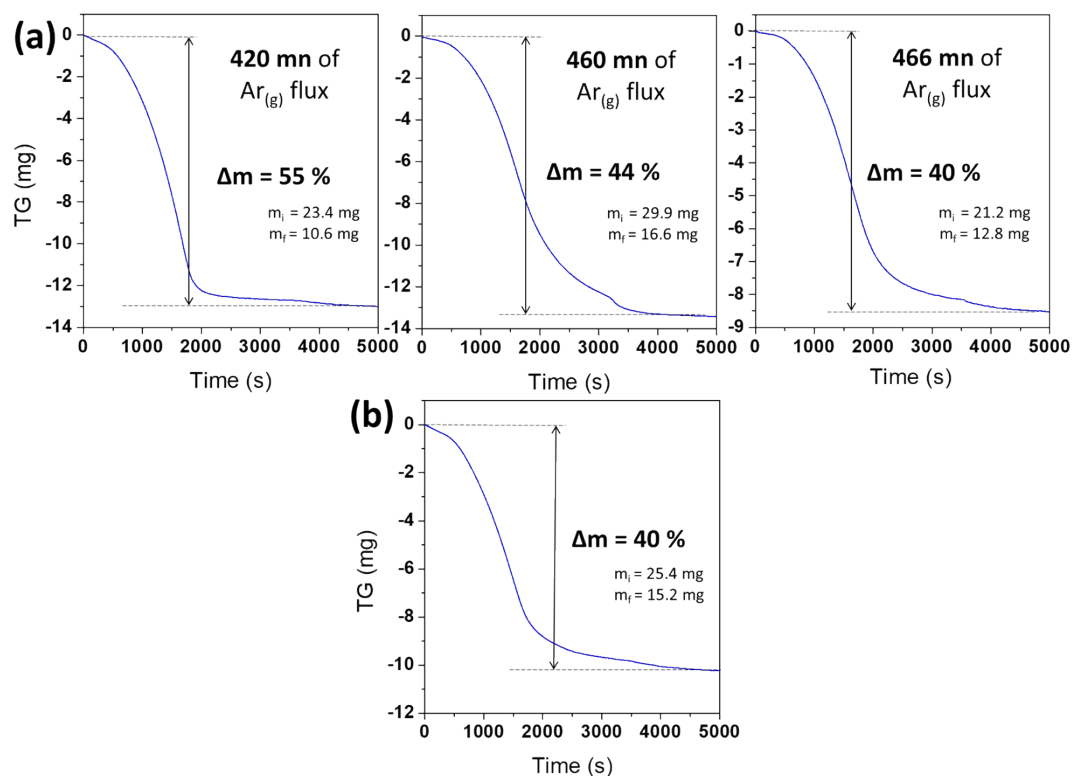 (a)
TG (mg)
0
-2
-4
-6
-8
-10
-12
-14
420 mn of
Ar(g) flux
Δm = 55 %
mi = 23.4 mg
mf = 10.6 mg
0 1000 2000 3000 4000 5000
Time (s)
0
-2
-4
-6
-8
-10
-12
-14
460 mn of
Ar(g) flux
Δm = 44 %
mi = 29.9 mg
mf = 16.6 mg
0 1000 2000 3000 4000 5000
Time (s)
0
-1
-2
-3
-4
-5
-6
-7
-8
-9
466 mn of
Ar(g) flux
Δm = 40 %
mi = 21.2 mg
mf = 12.8 mg
0 1000 2000 3000 4000 5000
Time (s)
(b)
TG (mg)
0
-2
-4
-6
-8
-10
-12
Δm = 40 %
mi = 25.4 mg
mf = 15.2 mg
0 1000 2000 3000 4000 5000
Time (s)